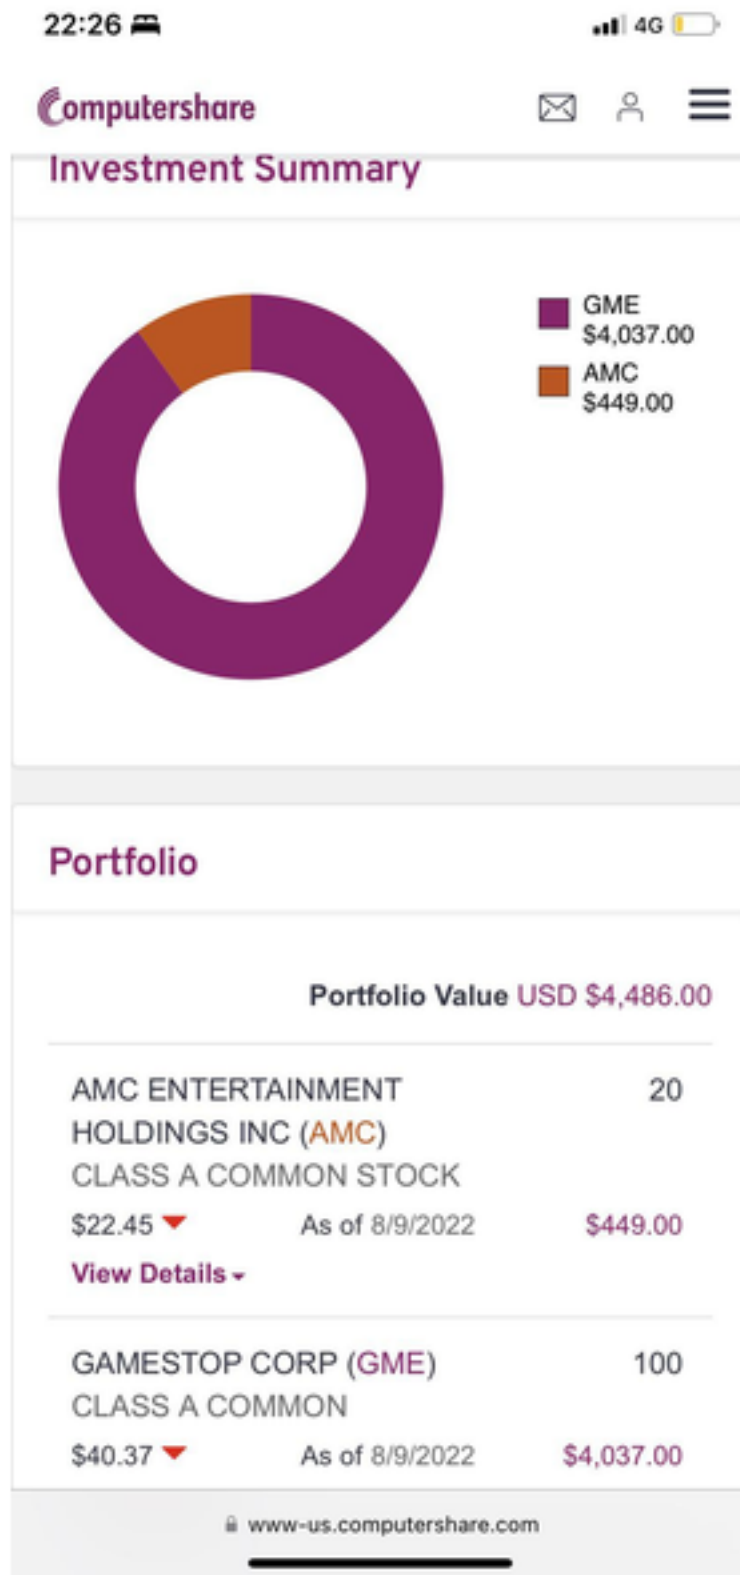 22:26
4G
Computershare
Investment Summary
GME
$4,037.00
AMC
$449.00
Portfolio
Portfolio Value USD $4,486.00
AMC ENTERTAINMENT 20
HOLDINGS INC (AMC)
CLASS A COMMON STOCK
$22.45 As of 8/9/2022 $449.00
View Details
GAMESTOP CORP (GME) 100
CLASS A COMMON
$40.37 As of 8/9/2022 $4,037.00
www-us.computershare.com